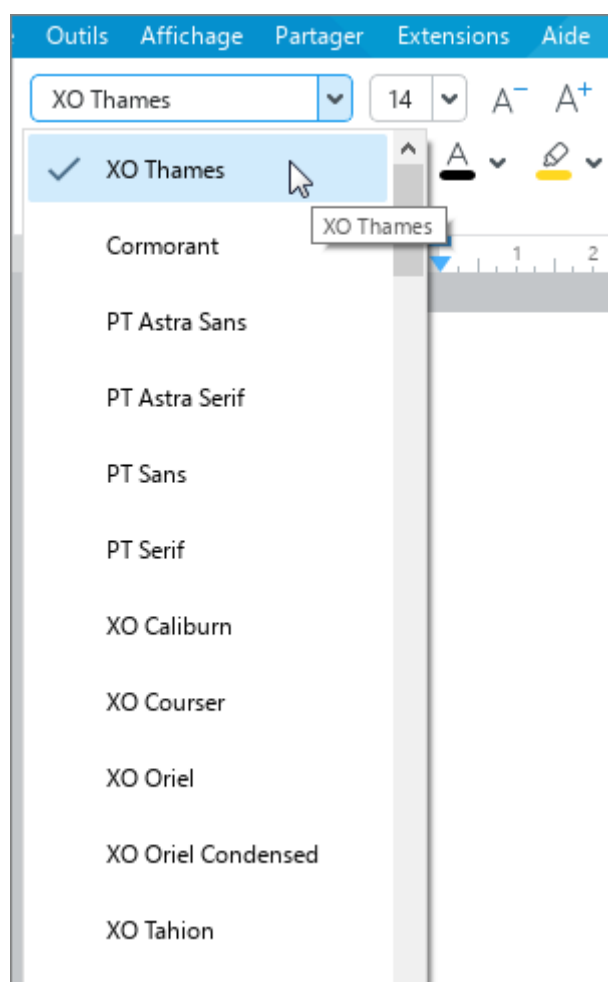 Outils Affichage Partager Extensions Aide
XO Thames 14 A- A+
XO Thames A
XO Thames
Cormorant 1 2
PT Astra Sans
PT Astra Serif
PT Sans
PT Serif
XO Caliburn
XO Courser
XO Oriel
XO Oriel Condensed
XO Tahion